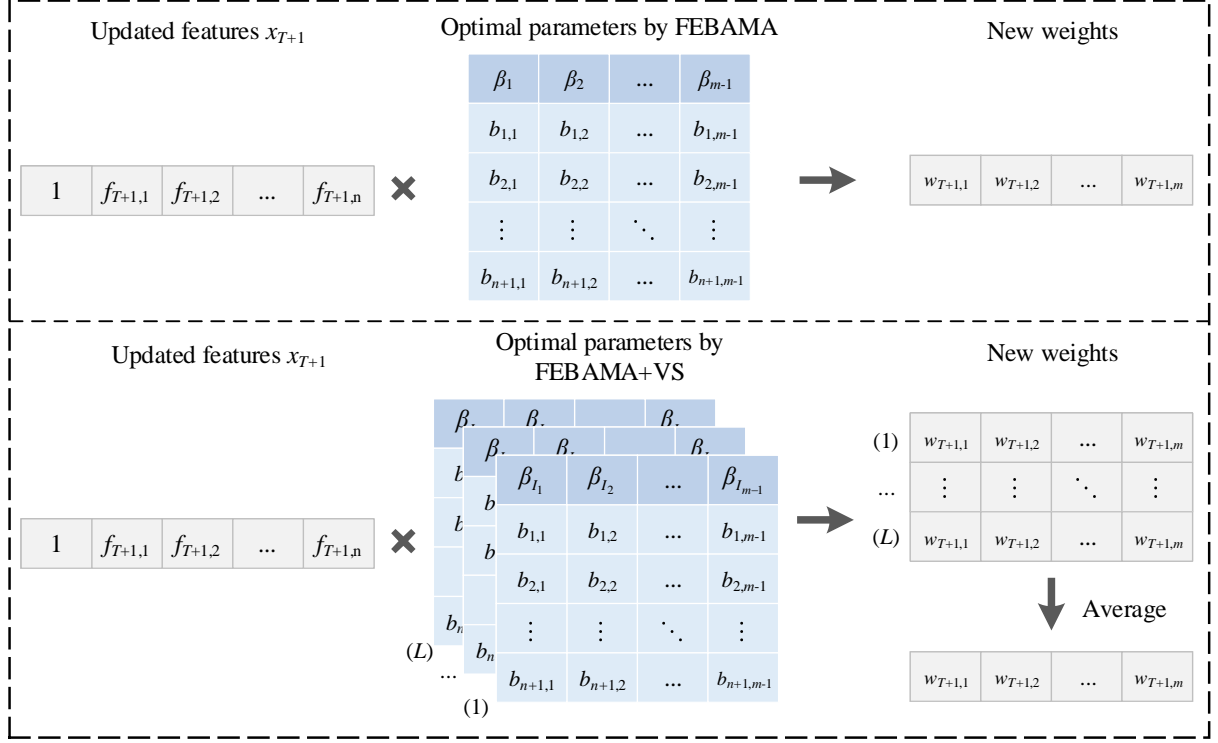 Updated features x_{T+1}
Optimal parameters by FEBAMA
New weights
β_1 β_2 ... β_{m-1}
b_{1,1} b_{1,2} ... b_{1,m-1}
1 f_{T+1,1} f_{T+1,2} ... f_{T+1,n} × b_{2,1} b_{2,2} ... b_{2,m-1} w_{T+1,1} w_{T+1,2} ... w_{T+1,m}
⋮ ⋮ ⋱ ⋮
b_{n+1,1} b_{n+1,2} ... b_{n+1,m-1}
Updated features x_{T+1}
Optimal parameters by
FEBAMA+VS
New weights
β_{I_1} β_{I_2} ... β_{I_{m-1}}
1 f_{T+1,1} f_{T+1,2} ... f_{T+1,n} × b_{1,1} b_{1,2} ... b_{1,m-1}
b_{2,1} b_{2,2} ... b_{2,m-1}
⋮ ⋮ ⋱ ⋮
b_{n+1,1} b_{n+1,2} ... b_{n+1,m-1}
(L)
...
(1)
(1) w_{T+1,1} w_{T+1,2} ... w_{T+1,m}
... ⋮ ⋮ ⋱ ⋮
(L) w_{T+1,1} w_{T+1,2} ... w_{T+1,m}
Average
w_{T+1,1} w_{T+1,2} ... w_{T+1,m}